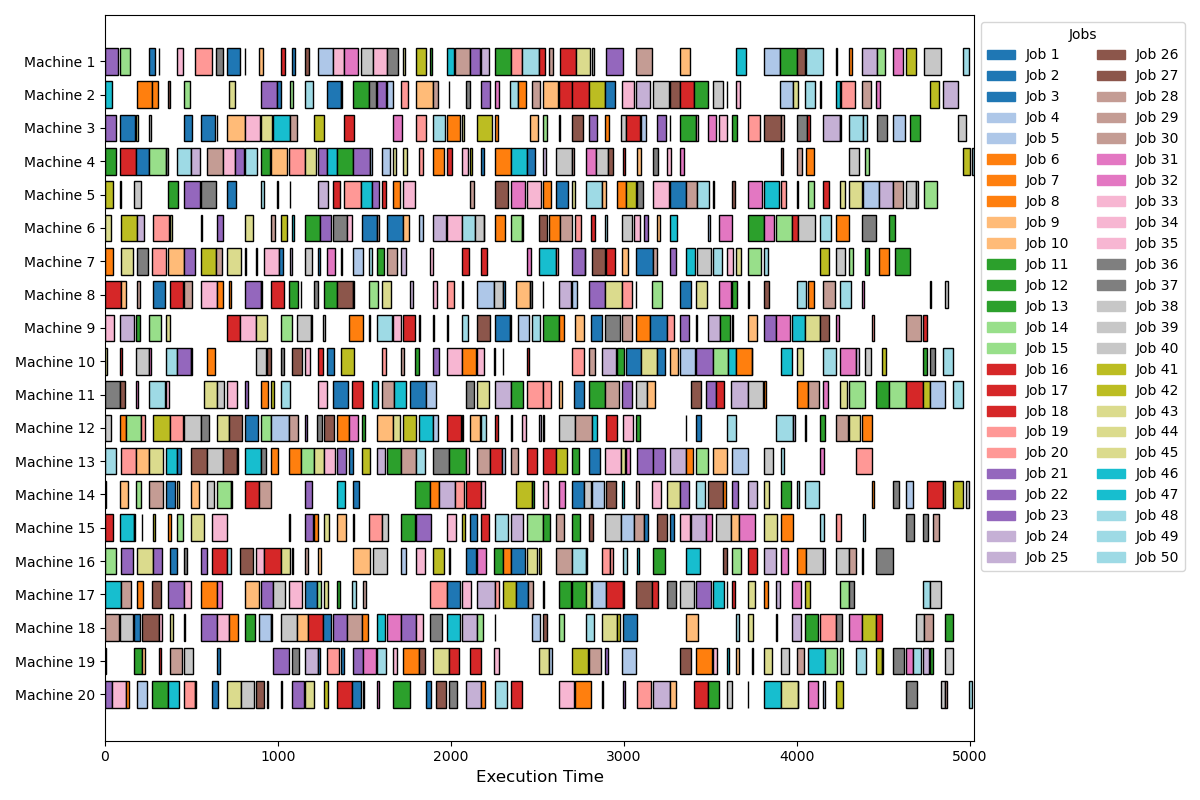 Machine 1
Machine 2
Machine 3
Machine 4
Machine 5
Machine 6
Machine 7
Machine 8
Machine 9
Machine 10
Machine 11
Machine 12
Machine 13
Machine 14
Machine 15
Machine 16
Machine 17
Machine 18
Machine 19
Machine 20
0 1000 2000 3000 4000 5000
Execution Time
Jobs
Job 1 Job 26
Job 2 Job 27
Job 3 Job 28
Job 4 Job 29
Job 5 Job 30
Job 6 Job 31
Job 7 Job 32
Job 8 Job 33
Job 9 Job 34
Job 10 Job 35
Job 11 Job 36
Job 12 Job 37
Job 13 Job 38
Job 14 Job 39
Job 15 Job 40
Job 16 Job 41
Job 17 Job 42
Job 18 Job 43
Job 19 Job 44
Job 20 Job 45
Job 21 Job 46
Job 22 Job 47
Job 23 Job 48
Job 24 Job 49
Job 25 Job 50